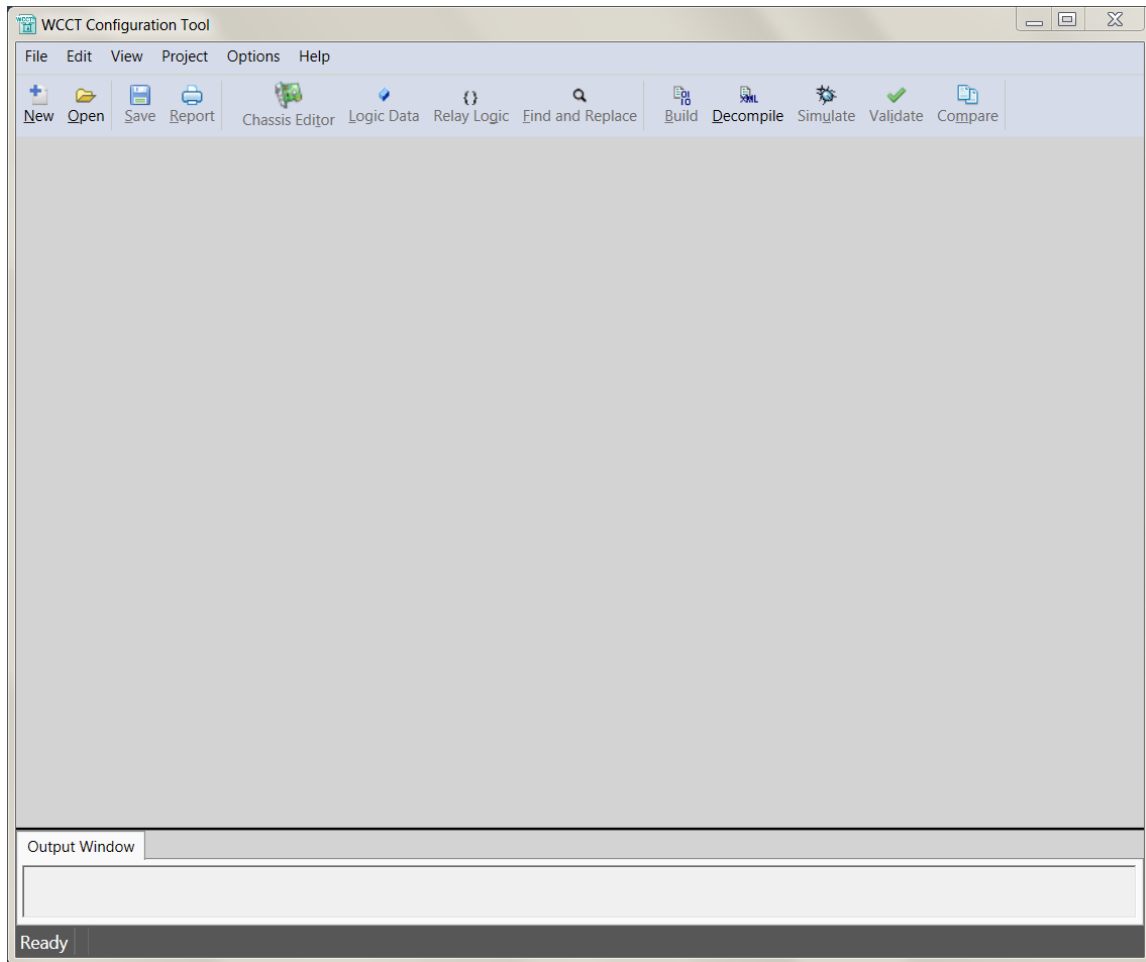 WCCT Configuration Tool
File Edit View Project Options Help
New Open Save Report Chassis Editor Logic Data Relay Logic Find and Replace Build Decompile Simulate Validate Compare
Output Window
Ready